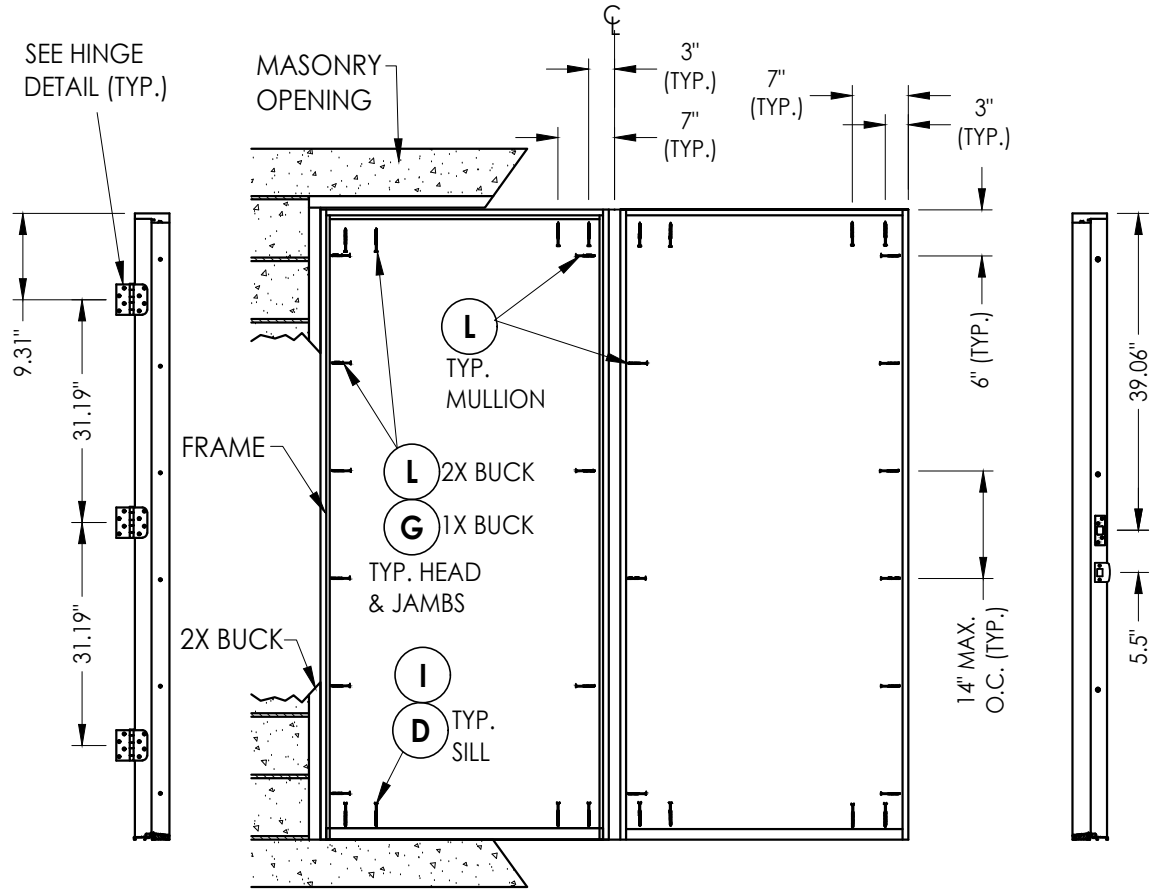 SEE HINGE
DETAIL (TYP.)
MASONRY
OPENING
℄
3"
(TYP.)
7"
(TYP.)
7"
(TYP.)
3"
(TYP.)
9.31"
31.19"
31.19"
L
TYP.
MULLION
FRAME
L
2X BUCK
G
1X BUCK
TYP. HEAD
& JAMBS
2X BUCK
I
D
TYP.
SILL
6" (TYP.)
14" MAX.
O.C. (TYP.)
39.06"
5.5"